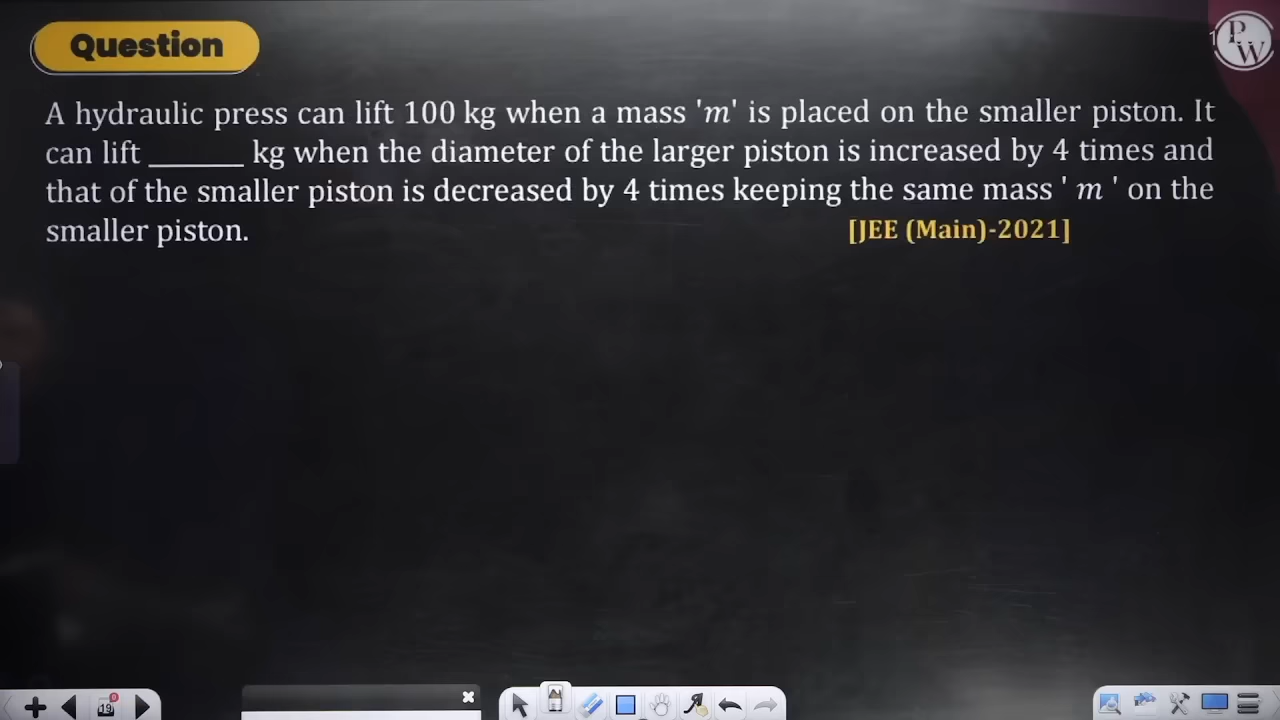 Question
PW
A hydraulic press can lift 100 kg when a mass 'm' is placed on the smaller piston. It
can lift _______ kg when the diameter of the larger piston is increased by 4 times and
that of the smaller piston is decreased by 4 times keeping the same mass ' m ' on the
smaller piston.
[JEE (Main)-2021]
19